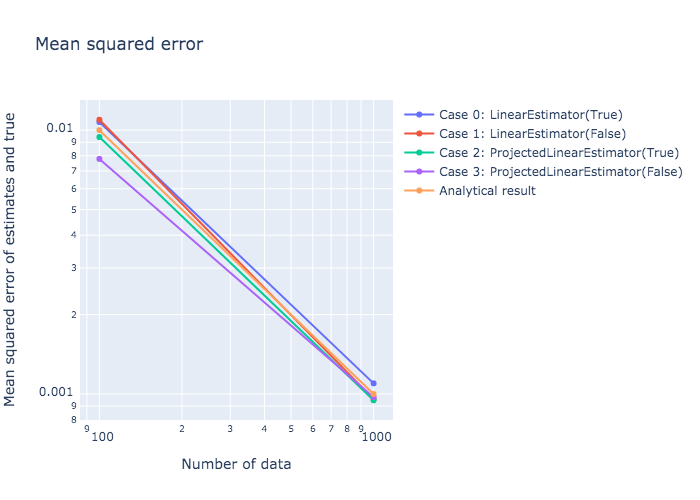 Mean squared error
Mean squared error of estimates and true
0.01
9
8
7
6
5
4
3
2
0.001
9
8
9
100
2
3
4
5
6
7
8
9
1000
Number of data
Case 0: LinearEstimator(True)
Case 1: LinearEstimator(False)
Case 2: ProjectedLinearEstimator(True)
Case 3: ProjectedLinearEstimator(False)
Analytical result